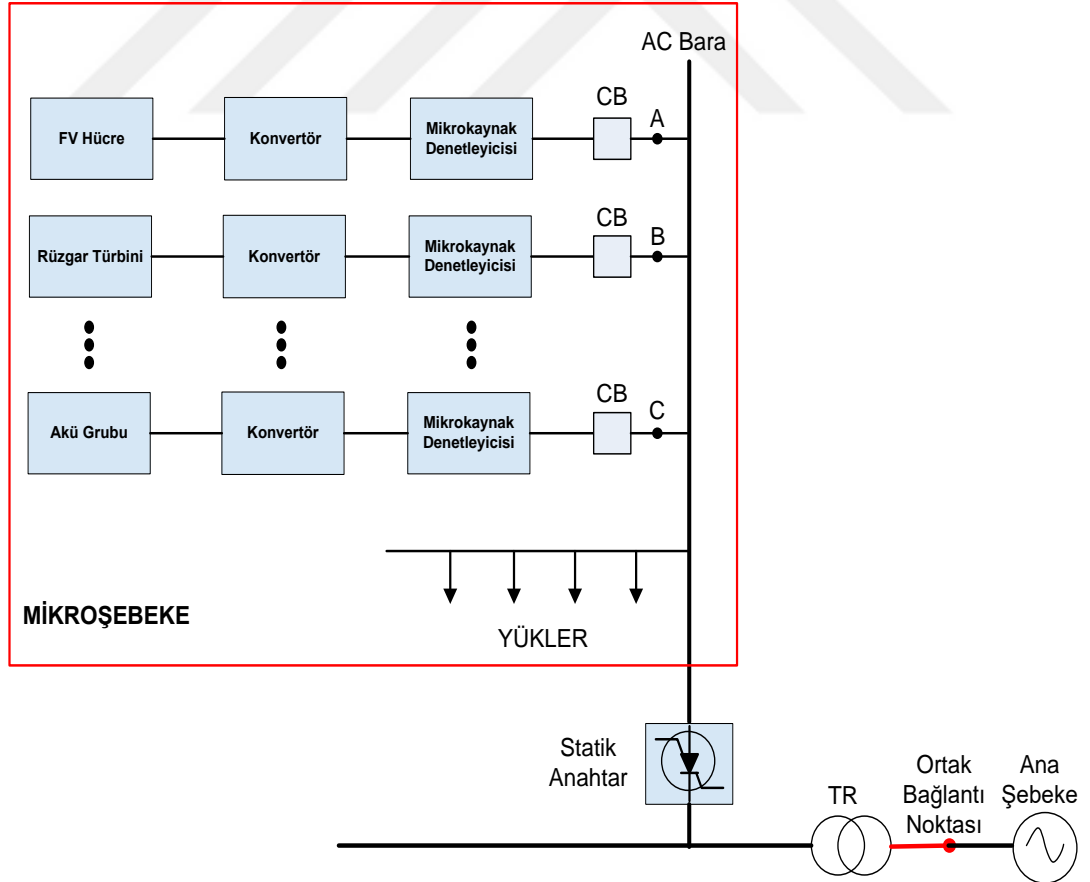 AC Bara
CB
A
FV Hücre
Konvertör
Mikrokaynak
Denetleyicisi
CB
B
Rüzgar Türbini
Konvertör
Mikrokaynak
Denetleyicisi
CB
C
Akü Grubu
Konvertör
Mikrokaynak
Denetleyicisi
MİKROŞEBEKE
YÜKLER
Statik
Anahtar
TR
Ortak
Bağlantı
Noktası
Ana
Şebeke